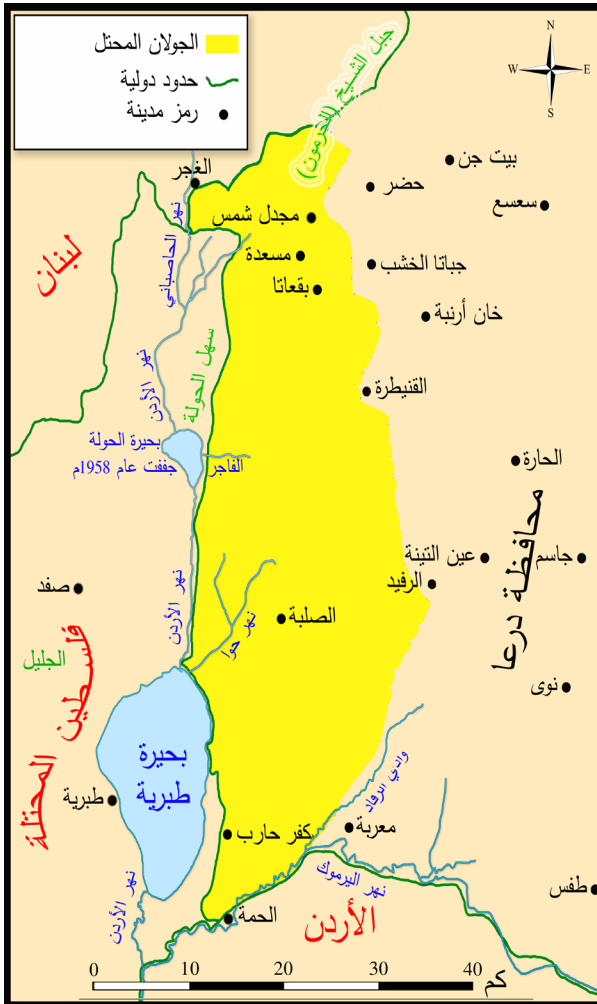 الجولان المحتل
حدود دولية
رمز مدينة
N
W
E
S
جبل الشيخ (الحرمون)
الغجر
بيت جن
حضر
سعسع
مجدل شمس
نهر الحاصباني
لبنان
مسعدة
جباتا الخشب
بقعاتا
خان أرنبة
نهر الأردن
سهل الحولة
القنيطرة
بحيرة الحولة
جففت عام 1958م
الفاجر
الحارة
محافظة درعا
عين التينة
جاسم
الرفيد
صفد
نهر الأردن
الصلبة
نهر حوا
فلسطين المحتلة
الجليل
نوى
بحيرة
طبرية
وادي الرقاد
طبرية
كفر حارب
معربة
نهر اليرموك
طفس
نهر الأردن
الحمة
الأردن
0 10 20 30 40 كم